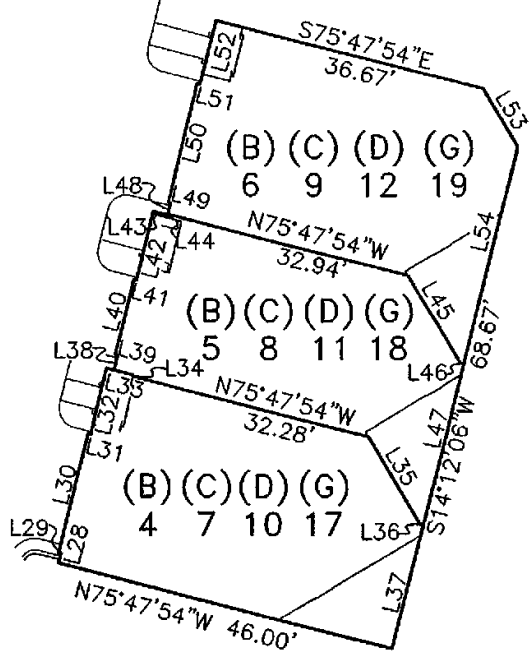 S75°47'54"E
36.67'
L52
L53
L51
L50
(B) (C) (D) (G)
6 9 12 19
L48
L49
L54
L43
L44
N75°47'54"W
32.94'
L42
L41
L45
L40
(B) (C) (D) (G)
5 8 11 18
68.67'
L38
L39
L34
L46
L33
N75°47'54"W
32.28'
L32
L47
S14°12'06"W
L31
L35
L30
(B) (C) (D) (G)
4 7 10 17
L29
L28
L36
L37
N75°47'54"W 46.00'